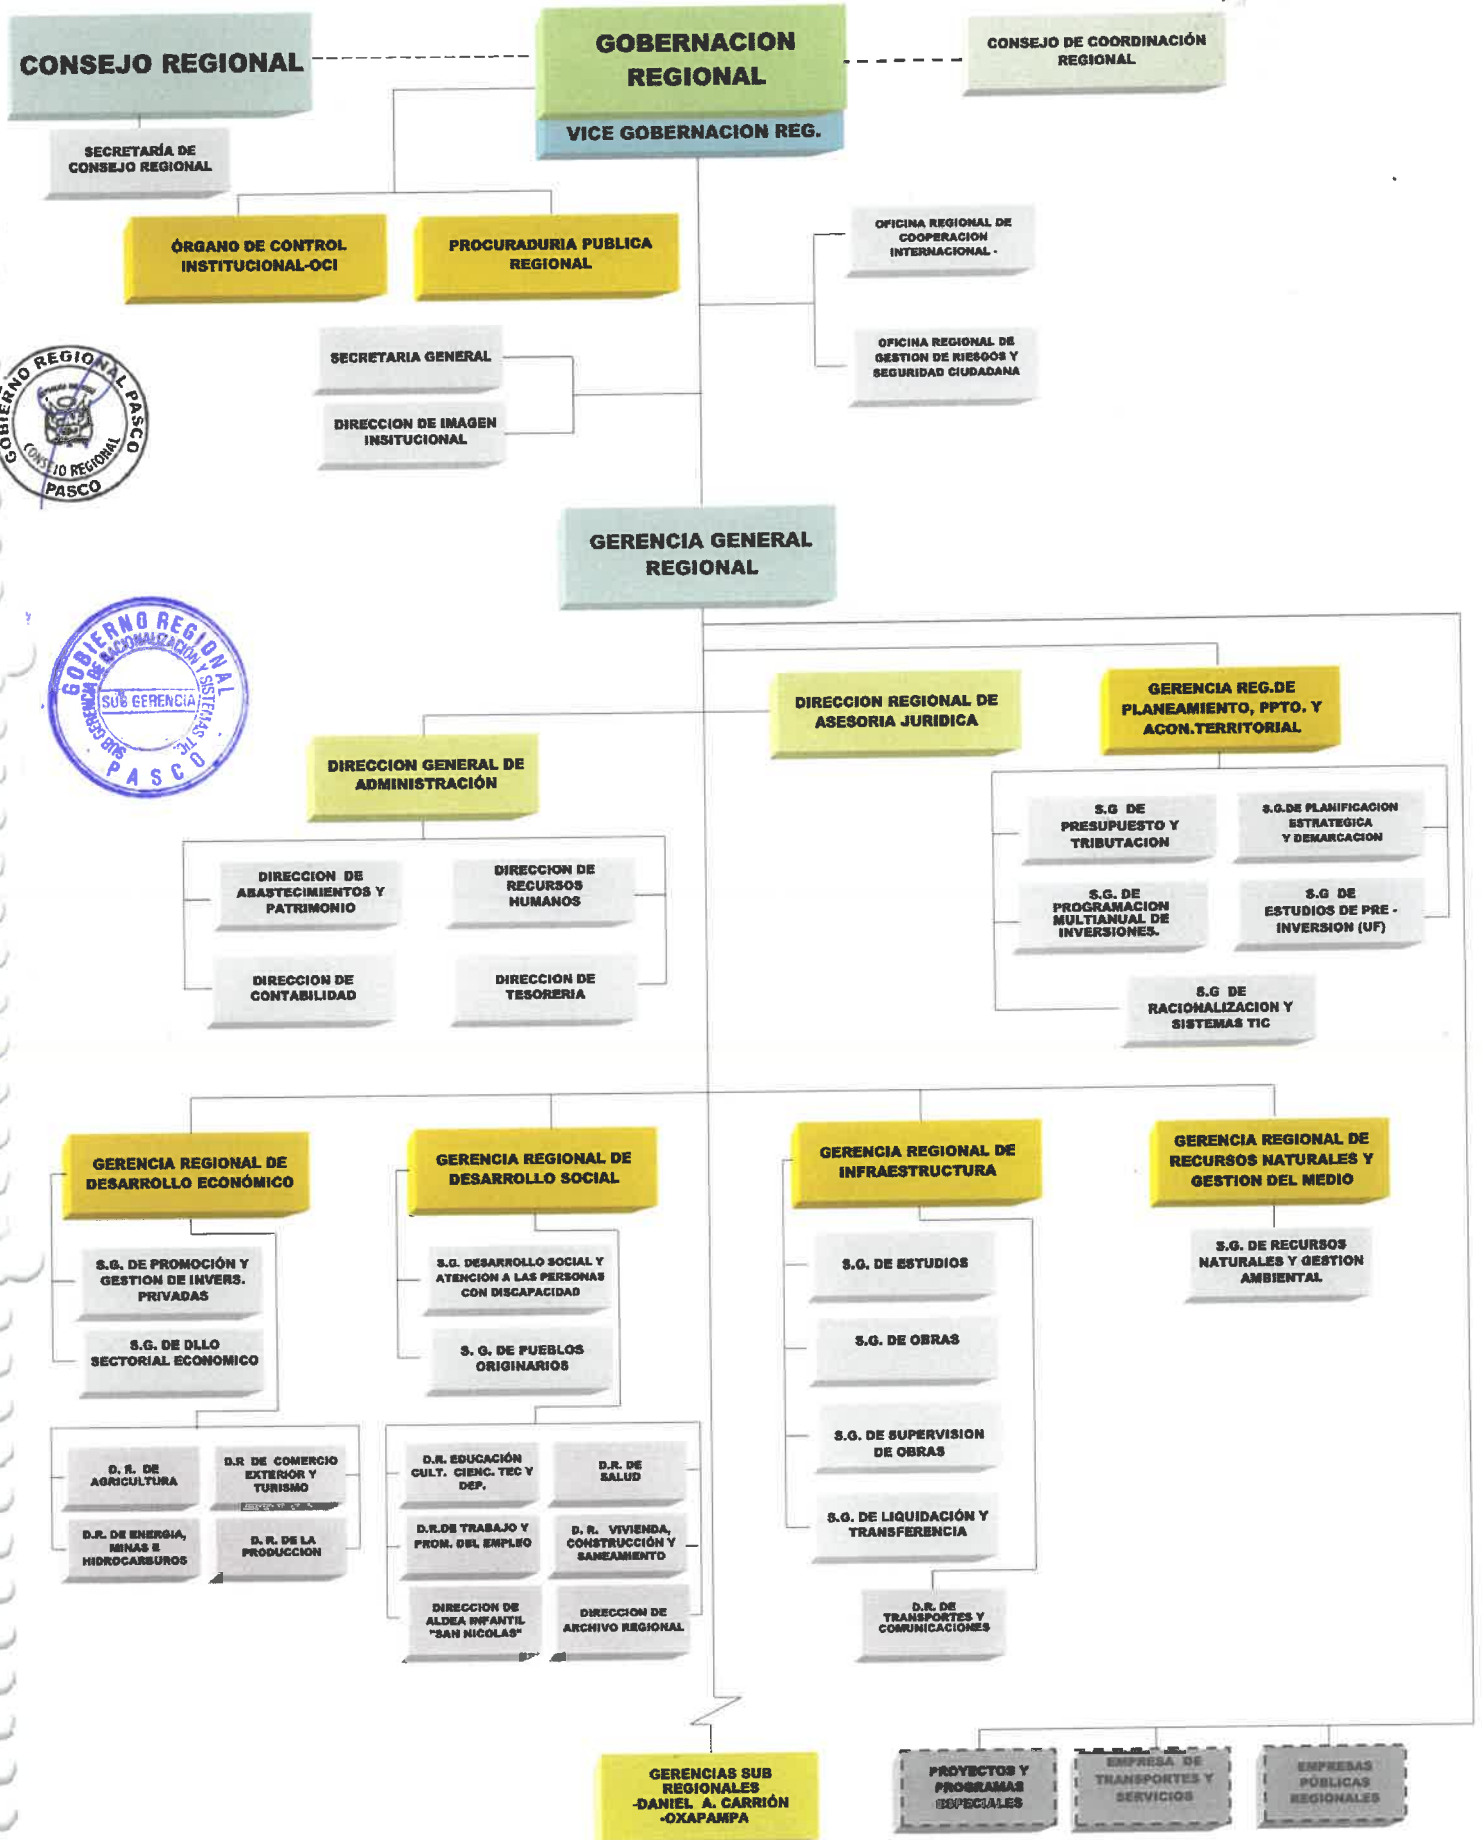 CONSEJO REGIONAL
GOBERNACION
REGIONAL
VICE GOBERNACION REG.
CONSEJO DE COORDINACIÓN
REGIONAL
SECRETARÍA DE
CONSEJO REGIONAL
ÓRGANO DE CONTROL
INSTITUCIONAL-OCI
PROCURADURIA PUBLICA
REGIONAL
OFICINA REGIONAL DE
COOPERACION
INTERNACIONAL -
SECRETARIA GENERAL
OFICINA REGIONAL DE
GESTION DE RIESGOS Y
SEGURIDAD CIUDADANA
DIRECCION DE IMAGEN
INSITUCIONAL
GOBIERNO REGIONAL PASCO
CONSEJO REGIONAL
PASCO
GERENCIA GENERAL
REGIONAL
GOBIERNO REGIONAL
SUB GERENCIA DE RACIONALIZACIÓN Y SISTEMAS TIC.
SUB GERENCIA
PASCO
DIRECCION REGIONAL DE
ASESORIA JURIDICA
GERENCIA REG.DE
PLANEAMIENTO, PPTO. Y
ACON.TERRITORIAL
DIRECCION GENERAL DE
ADMINISTRACIÓN
S.G DE
PRESUPUESTO Y
TRIBUTACION
S.G.DE PLANIFICACION
ESTRATEGICA
Y DEMARCACION
DIRECCION DE
ABASTECIMIENTOS Y
PATRIMONIO
DIRECCION DE
RECURSOS
HUMANOS
S.G. DE
PROGRAMACION
MULTIANUAL DE
INVERSIONES.
S.G DE
ESTUDIOS DE PRE -
INVERSION (UF)
DIRECCION DE
CONTABILIDAD
DIRECCION DE
TESORERIA
S.G DE
RACIONALIZACION Y
SISTEMAS TIC
GERENCIA REGIONAL DE
DESARROLLO ECONÓMICO
GERENCIA REGIONAL DE
DESARROLLO SOCIAL
GERENCIA REGIONAL DE
INFRAESTRUCTURA
GERENCIA REGIONAL DE
RECURSOS NATURALES Y
GESTION DEL MEDIO
S.G. DE PROMOCIÓN Y
GESTION DE INVERS.
PRIVADAS
S.G. DESARROLLO SOCIAL Y
ATENCION A LAS PERSONAS
CON DISCAPACIDAD
S.G. DE ESTUDIOS
S.G. DE RECURSOS
NATURALES Y GESTION
AMBIENTAL
S.G. DE DLLO
SECTORIAL ECONOMICO
S. G. DE PUEBLOS
ORIGINARIOS
S.G. DE OBRAS
S.G. DE SUPERVISION
DE OBRAS
D. R. DE
AGRICULTURA
D.R DE COMERCIO
EXTERIOR Y
TURISMO
D.R. EDUCACIÓN
CULT. CIENC. TEC Y
DEP.
D.R. DE
SALUD
S.G. DE LIQUIDACIÓN Y
TRANSFERENCIA
D.R. DE ENERGIA,
MINAS E
HIDROCARBUROS
D. R. DE LA
PRODUCCION
D.R.DE TRABAJO Y
PROM. DEL EMPLEO
D. R. VIVIENDA,
CONSTRUCCIÓN Y
SANEAMIENTO
DIRECCION DE
ALDEA INFANTIL
"SAN NICOLAS"
DIRECCION DE
ARCHIVO REGIONAL
D.R. DE
TRANSPORTES Y
COMUNICACIONES
GERENCIAS SUB
REGIONALES
-DANIEL A. CARRIÓN
-OXAPAMPA
PROYECTOS Y
PROGRAMAS
ESPECIALES
EMPRESA DE
TRANSPORTES Y
SERVICIOS
EMPRESAS
PÚBLICAS
REGIONALES